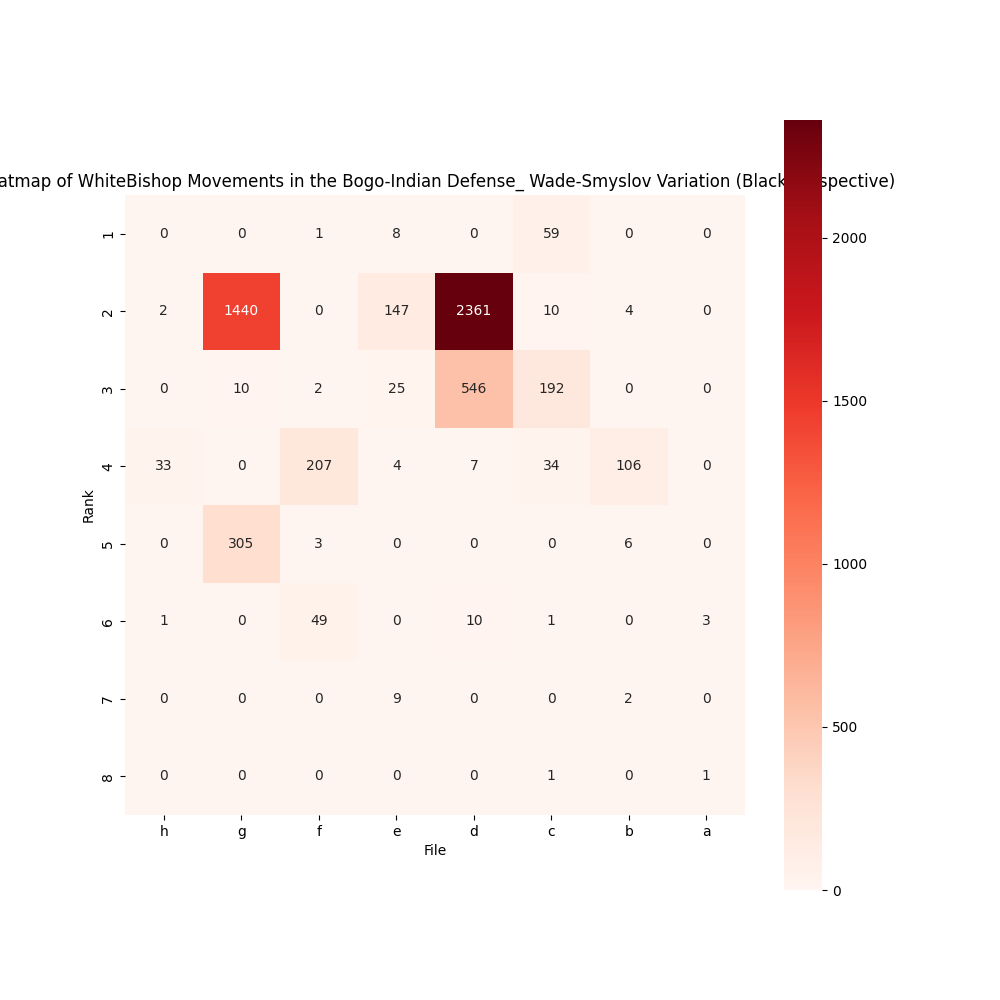 atmap of WhiteBishop Movements in the Bogo-Indian Defense_ Wade-Smyslov Variation (Black spective)
1 0 0 1 8 0 59 0 0
2 2 1440 0 147 2361 10 4 0
3 0 10 2 25 546 192 0 0
4 33 0 207 4 7 34 106 0
5 0 305 3 0 0 0 6 0
6 1 0 49 0 10 1 0 3
7 0 0 0 9 0 0 2 0
8 0 0 0 0 0 1 0 1
h g f e d c b a
File
Rank
2000
1500
1000
500
0